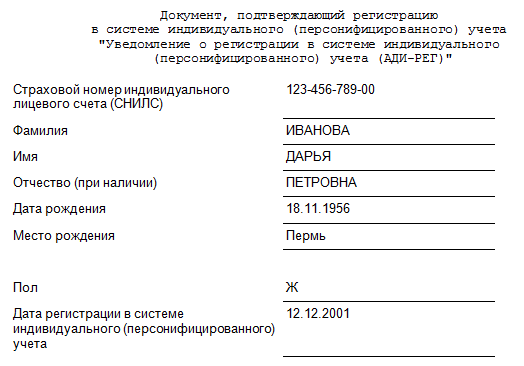 Документ, подтверждающий регистрацию
в системе индивидуального (персонифицированного) учета
"Уведомление о регистрации в системе индивидуального
(персонифицированного) учета (АДИ-РЕГ)"
Страховой номер индивидуального
лицевого счета (СНИЛС)
123-456-789-00
Фамилия
ИВАНОВА
Имя
ДАРЬЯ
Отчество (при наличии)
ПЕТРОВНА
Дата рождения
18.11.1956
Место рождения
Пермь
Пол
Ж
Дата регистрации в системе
индивидуального (персонифицированного)
учета
12.12.2001